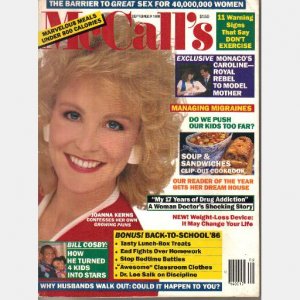 THE BARRIER TO GREAT SEX FOR 40,000,000 WOMEN
MARVELOUS MEALS
UNDER 800 CALORIES
McCall's
SEPTEMBER 1986
11 Warning
Signs
That Say
DON'T
EXERCISE
EXCLUSIVE
MONACO'S
CAROLINE—
ROYAL
REBEL
TO MODEL
MOTHER
MANAGING MIGRAINES
DO WE PUSH
OUR KIDS TOO FAR?
SOUP &
SANDWICHES
CLIP-OUT COOKBOOK
OUR READER OF THE YEAR
GETS HER DREAM HOUSE
"My 17 Years of Drug Addiction"
A Woman Doctor's Shocking Story
JOANNA KERNS
CONFESSES HER OWN
GROWING PAINS
NEW! Weight-Loss Device:
It May Change Your Life
BILL COSBY:
HOW
HE TURNED
4 KIDS
INTO STARS
BONUS! BACK-TO-SCHOOL '86
Tasty Lunch-Box Treats
End Fights Over Homework
Stop Bedtime Battles
"Awesome" Classroom Clothes
Dr. Lee Salk on Discipline
WHY HUSBANDS WALK OUT: COULD IT HAPPEN TO YOU?